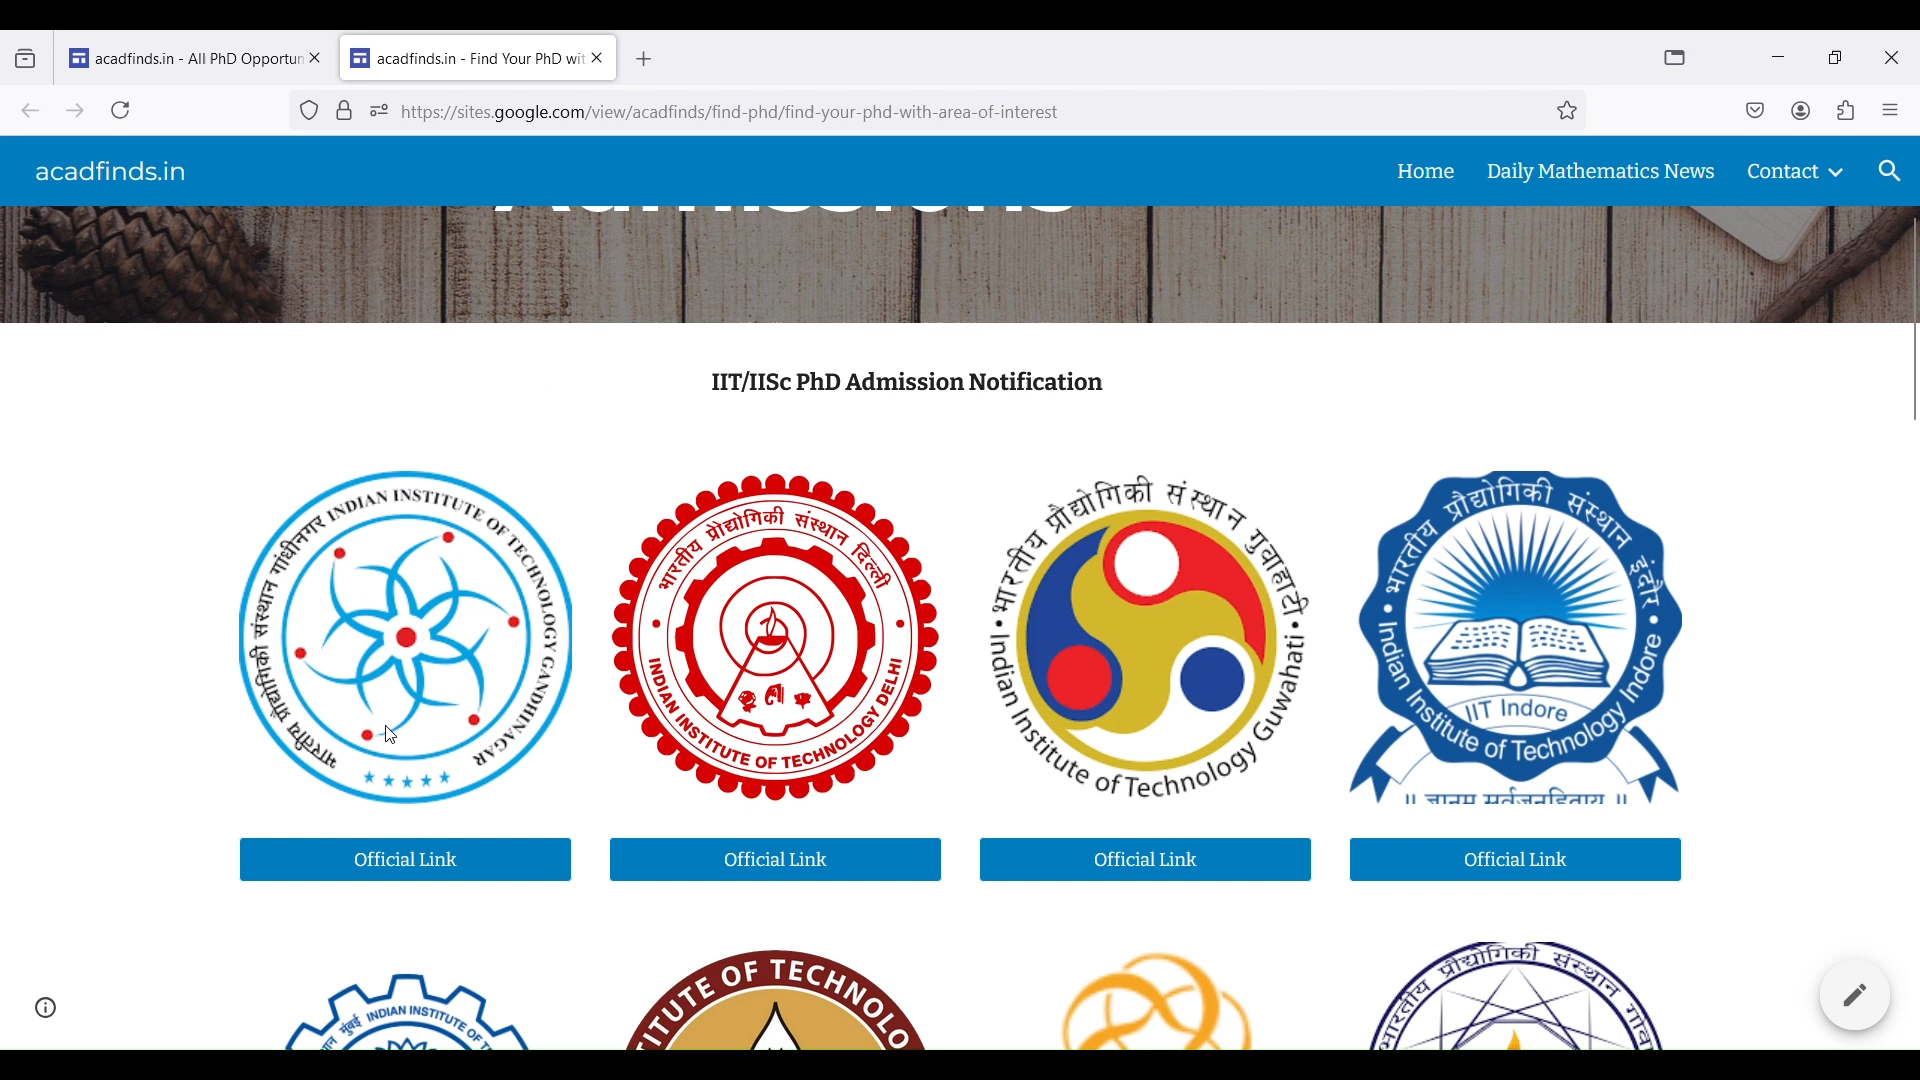 acadfinds.in - All PhD Opportun
acadfinds.in - Find Your PhD wit
https://sites.google.com/view/acadfinds/find-phd/find-your-phd-with-area-of-interest
acadfinds.in
Home
Daily Mathematics News
Contact
IIT/IISc PhD Admission Notification
भारतीय प्रौद्योगिकी संस्थान गांधीनगर INDIAN INSTITUTE OF TECHNOLOGY GANDHINAGAR
भारतीय प्रौद्योगिकी संस्थान दिल्ली
INDIAN INSTITUTE OF TECHNOLOGY DELHI
भारतीय प्रौद्योगिकी संस्थान गुवाहाटी
Indian Institute of Technology Guwahati
भारतीय प्रौद्योगिकी संस्थान इंदौर
IIT Indore
Indian Institute of Technology Indore
Official Link
Official Link
Official Link
Official Link
INDIAN INSTITUTE OF
TITUTE OF TECHNOLO
भारतीय प्रौद्योगिकी संस्थान